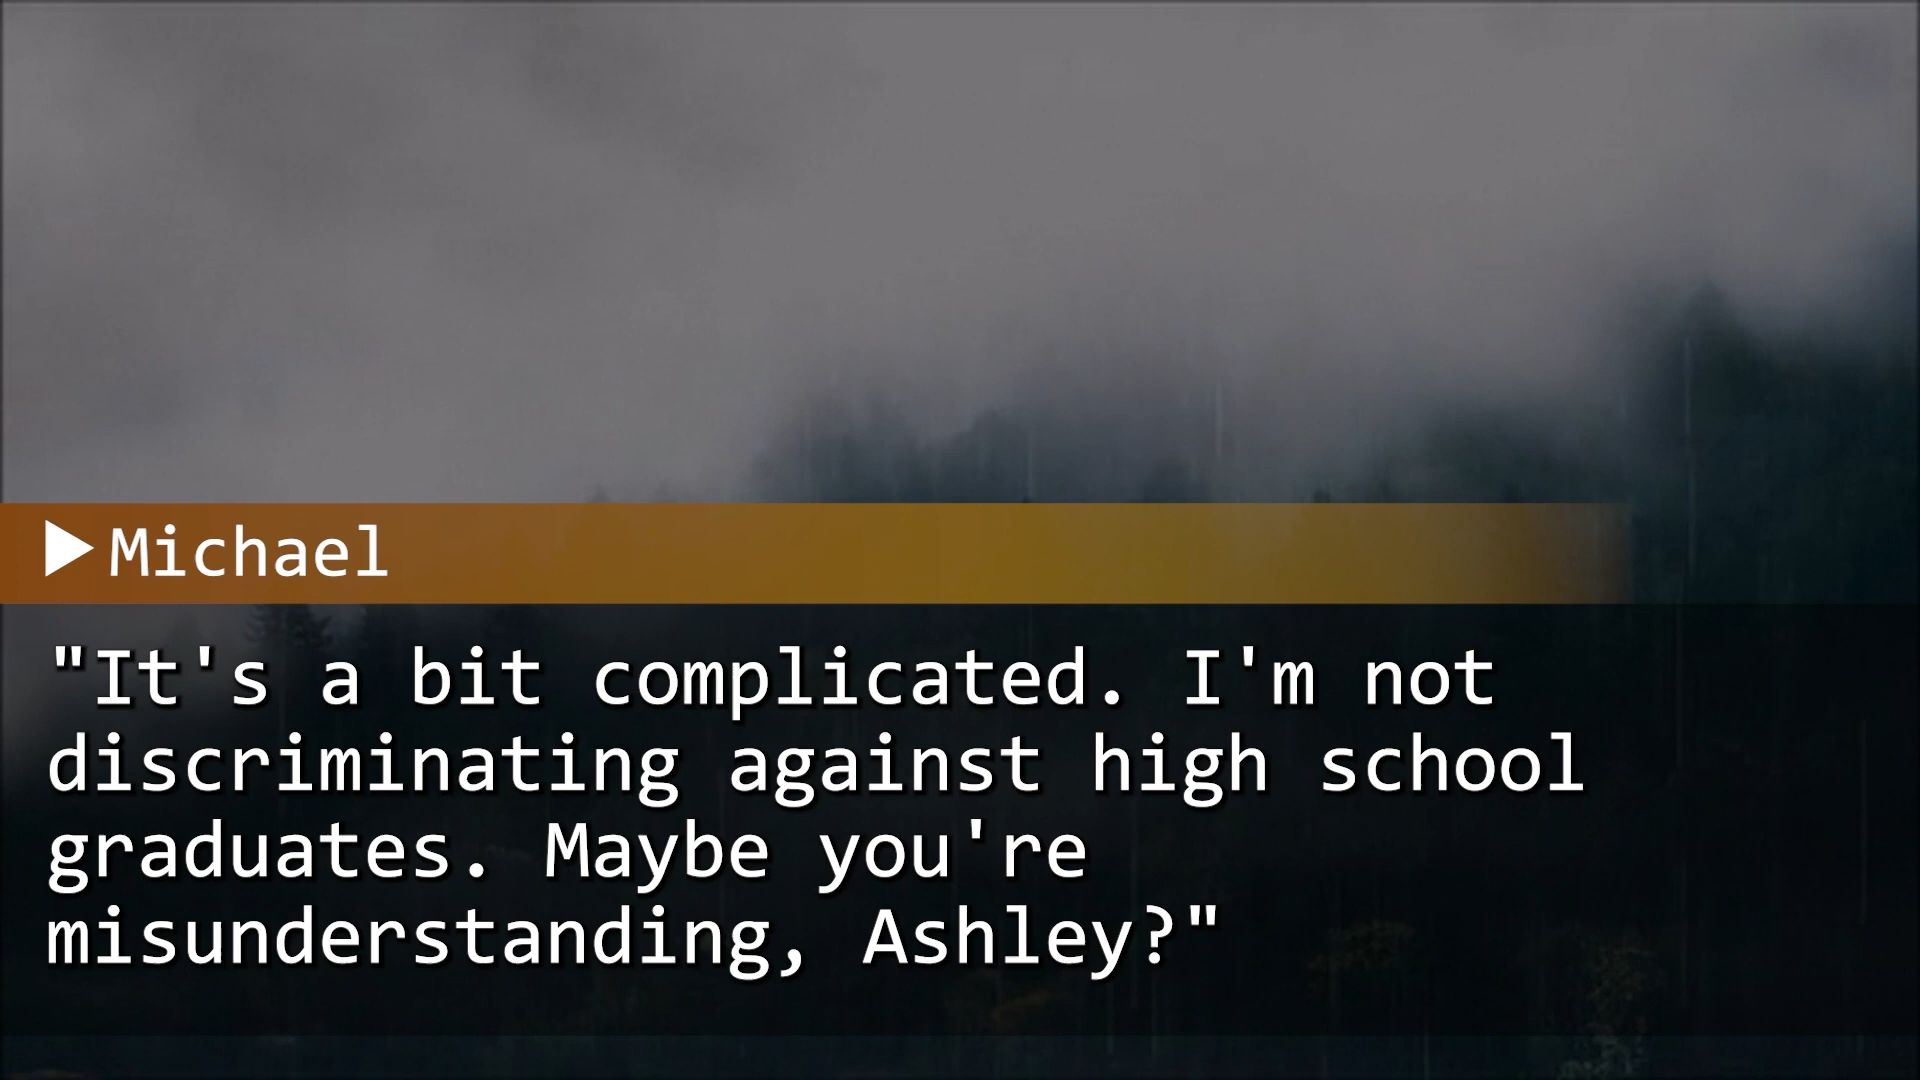 ▶Michael
"It's a bit complicated. I'm not
discriminating against high school
graduates. Maybe you're
misunderstanding, Ashley?"